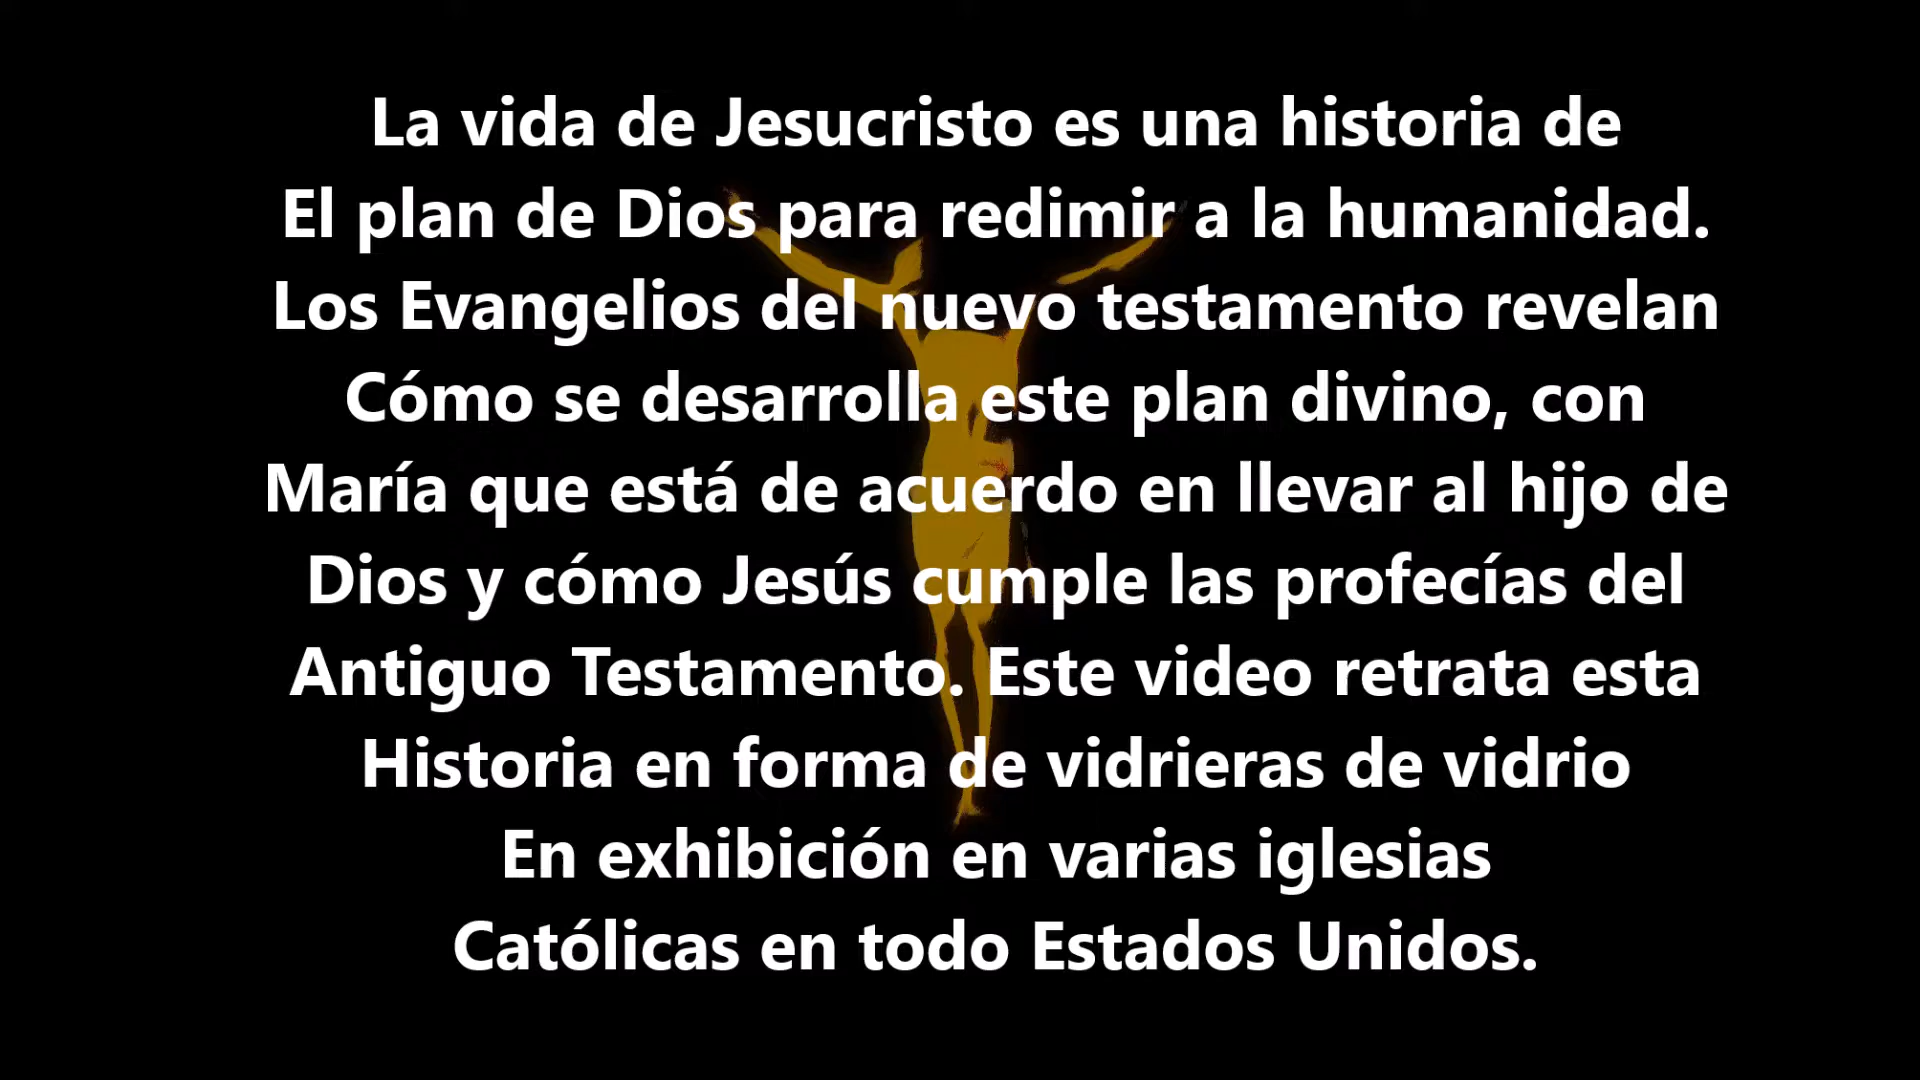 La vida de Jesucristo es una historia de
El plan de Dios para redimir a la humanidad.
Los Evangelios del nuevo testamento revelan
Cómo se desarrolla este plan divino, con
María que está de acuerdo en llevar al hijo de
Dios y cómo Jesús cumple las profecías del
Antiguo Testamento. Este video retrata esta
Historia en forma de vidrieras de vidrio
En exhibición en varias iglesias
Católicas en todo Estados Unidos.